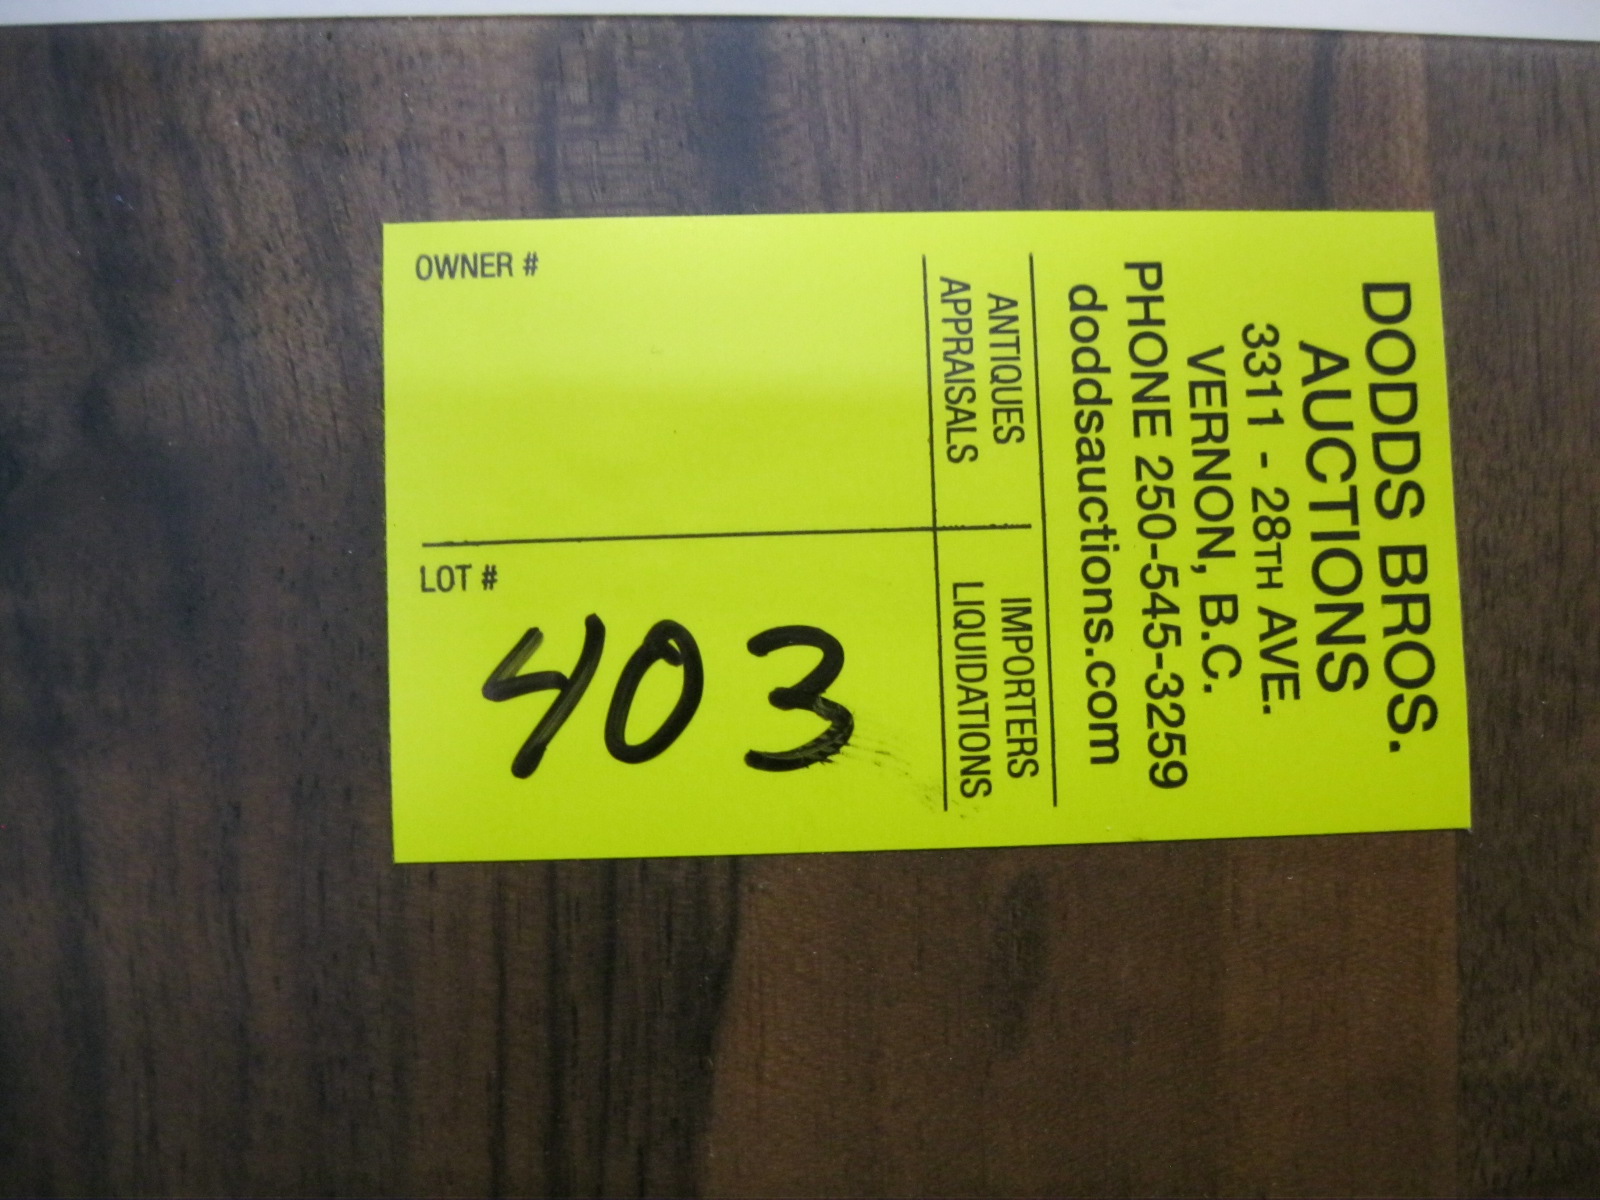 DODDS BROS.
AUCTIONS
3311 - 28TH AVE.
VERNON, B.C.
PHONE 250-545-3259
doddsauctions.com
ANTIQUES
APPRAISALS
IMPORTERS
LIQUIDATIONS
OWNER #
LOT #
403